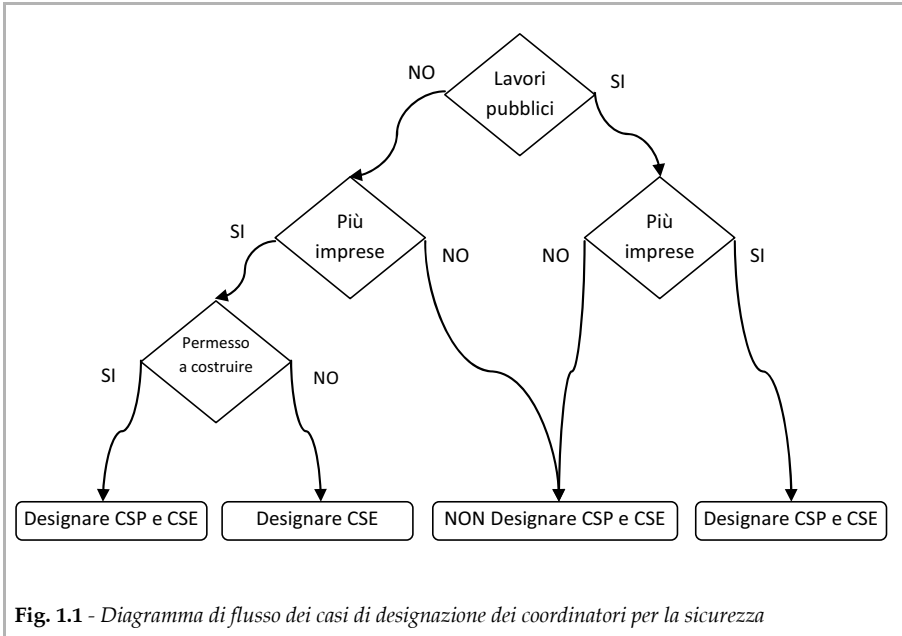 NO
Lavori
pubblici
SI
SI
Più
imprese
NO
NO
Più
imprese
SI
SI
Permesso
a costruire
NO
Designare CSP e CSE
Designare CSE
NON Designare CSP e CSE
Designare CSP e CSE
Fig. 1.1 - Diagramma di flusso dei casi di designazione dei coordinatori per la sicurezza